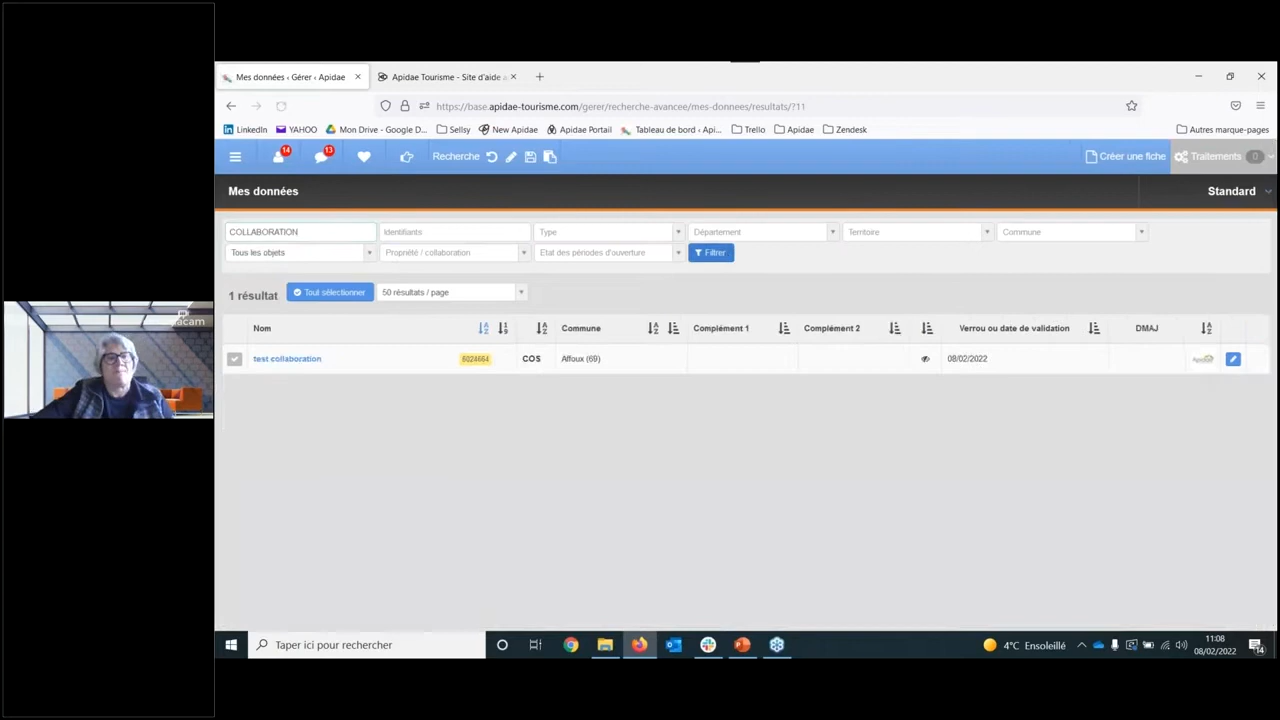 Mes données ‹ Gérer ‹ Apidae
Apidae Tourisme - Site d'aide a
https://base.apidae-tourisme.com/gerer/recherche-avancee/mes-donnees/resultats/?11
LinkedIn YAHOO Mon Drive - Google D... Sellsy New Apidae Apidae Portail Tableau de bord ‹ Api... Trello Apidae Zendesk Autres marque-pages
14 13 Recherche Créer une fiche Traitements 0
Mes données Standard
COLLABORATION Identifiants Type Département Territoire Commune
Tous les objets Propriété / collaboration Etat des périodes d'ouverture Filtrer
1 résultat Tout sélectionner 50 résultats / page
Nom Commune Complément 1 Complément 2 Verrou ou date de validation DMAJ
test collaboration 6024664 COS Affoux (69) 08/02/2022
Taper ici pour rechercher 4°C Ensoleillé 11:08
08/02/2022 14